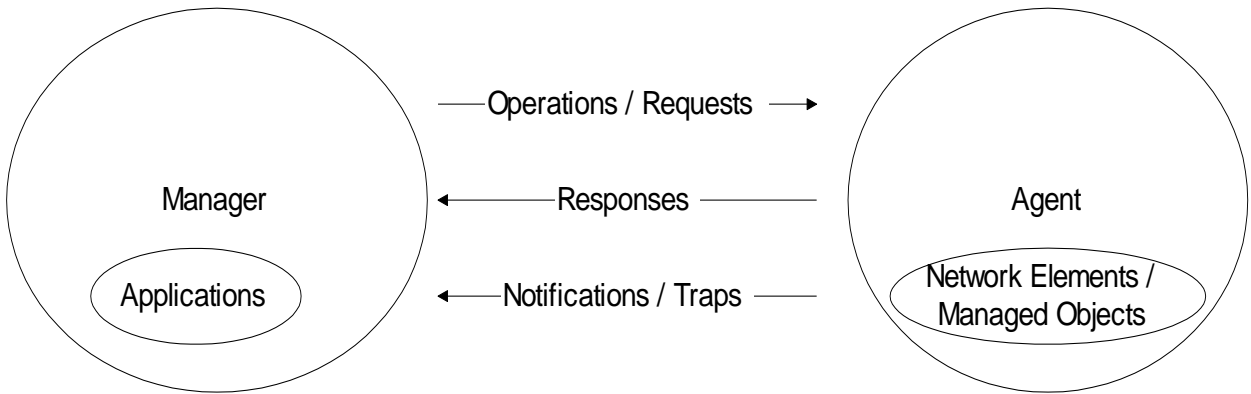 Operations / Requests
Manager
Responses
Agent
Applications
Notifications / Traps
Network Elements /
Managed Objects